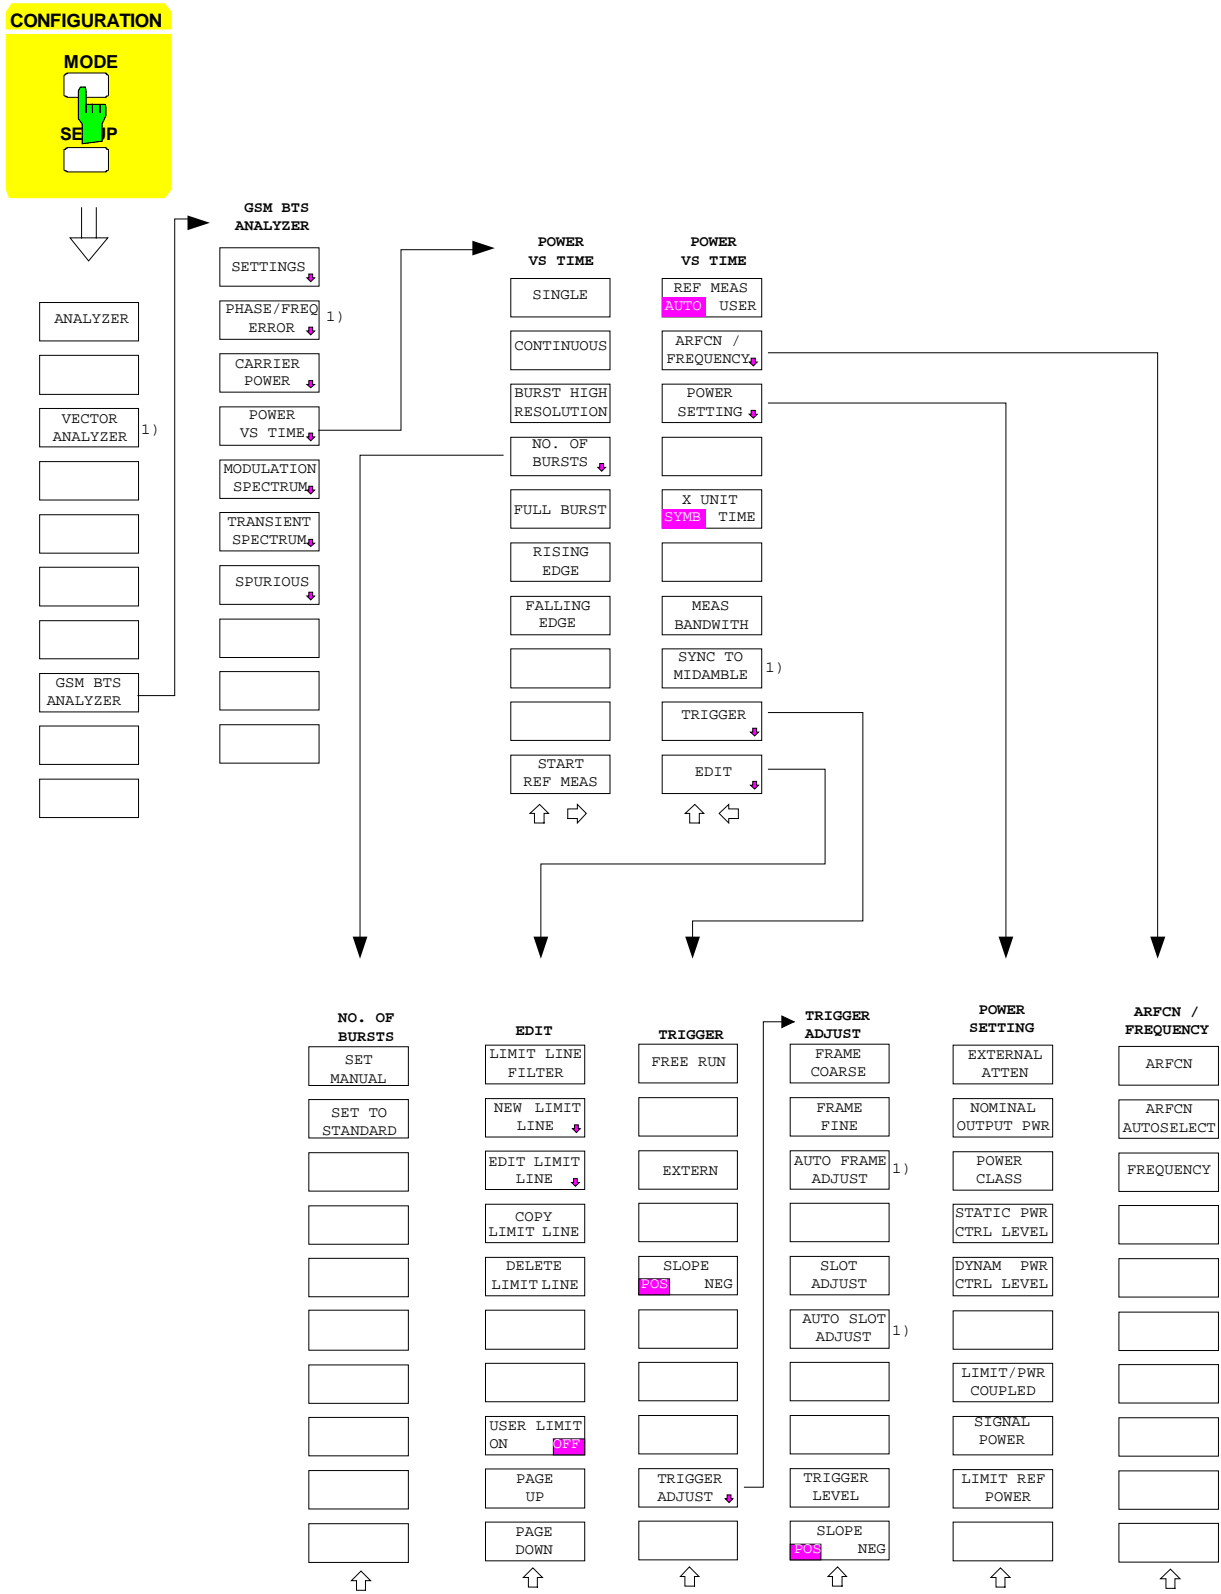 CONFIGURATION
MODE
SE UP
ANALYZER
VECTOR
ANALYZER
1)
GSM BTS
ANALYZER
GSM BTS
ANALYZER
SETTINGS
PHASE/FREQ
ERROR
1)
CARRIER
POWER
POWER
VS TIME
MODULATION
SPECTRUM
TRANSIENT
SPECTRUM
SPURIOUS
POWER
VS TIME
SINGLE
CONTINUOUS
BURST HIGH
RESOLUTION
NO. OF
BURSTS
FULL BURST
RISING
EDGE
FALLING
EDGE
START
REF MEAS
POWER
VS TIME
REF MEAS
AUTO USER
ARFCN /
FREQUENCY
POWER
SETTING
X UNIT
SYMB TIME
MEAS
BANDWITH
SYNC TO
MIDAMBLE
1)
TRIGGER
EDIT
NO. OF
BURSTS
SET
MANUAL
SET TO
STANDARD
EDIT
LIMIT LINE
FILTER
NEW LIMIT
LINE
EDIT LIMIT
LINE
COPY
LIMIT LINE
DELETE
LIMIT LINE
USER LIMIT
ON OFF
PAGE
UP
PAGE
DOWN
TRIGGER
FREE RUN
EXTERN
SLOPE
POS NEG
TRIGGER
ADJUST
TRIGGER
ADJUST
FRAME
COARSE
FRAME
FINE
AUTO FRAME
ADJUST
1)
SLOT
ADJUST
AUTO SLOT
ADJUST
1)
TRIGGER
LEVEL
SLOPE
POS NEG
POWER
SETTING
EXTERNAL
ATTEN
NOMINAL
OUTPUT PWR
POWER
CLASS
STATIC PWR
CTRL LEVEL
DYNAM PWR
CTRL LEVEL
LIMIT/PWR
COUPLED
SIGNAL
POWER
LIMIT REF
POWER
ARFCN /
FREQUENCY
ARFCN
ARFCN
AUTOSELECT
FREQUENCY